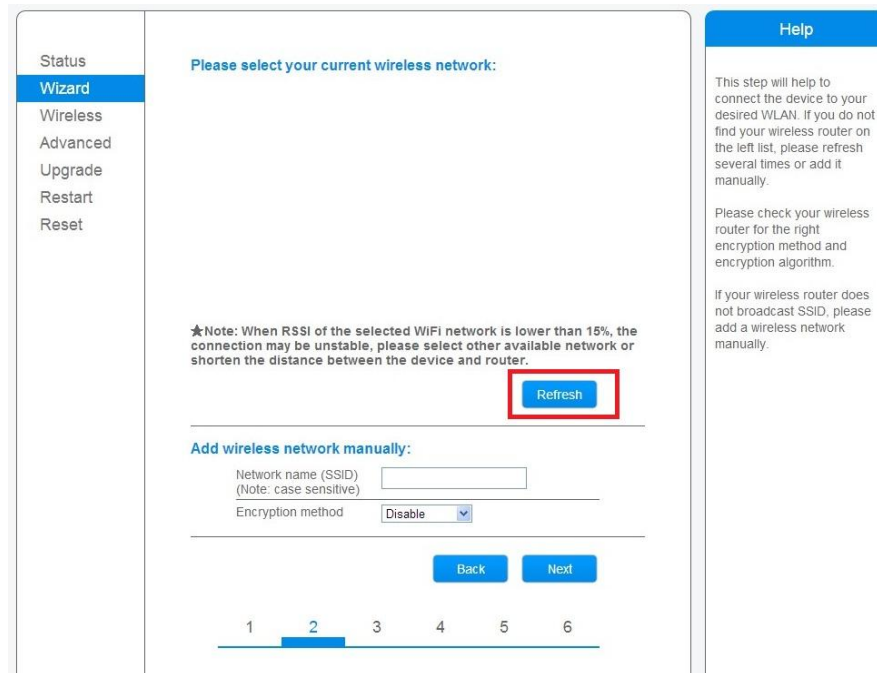 Status
Wizard
Wireless
Advanced
Upgrade
Restart
Reset
Please select your current wireless network:
★Note: When RSSI of the selected WiFi network is lower than 15%, the
connection may be unstable, please select other available network or
shorten the distance between the device and router.
Refresh
Add wireless network manually:
Network name (SSID)
(Note: case sensitive)
Encryption method
Disable
Back
Next
1 2 3 4 5 6
Help
This step will help to
connect the device to your
desired WLAN. If you do not
find your wireless router on
the left list, please refresh
several times or add it
manually.
Please check your wireless
router for the right
encryption method and
encryption algorithm.
If your wireless router does
not broadcast SSID, please
add a wireless network
manually.